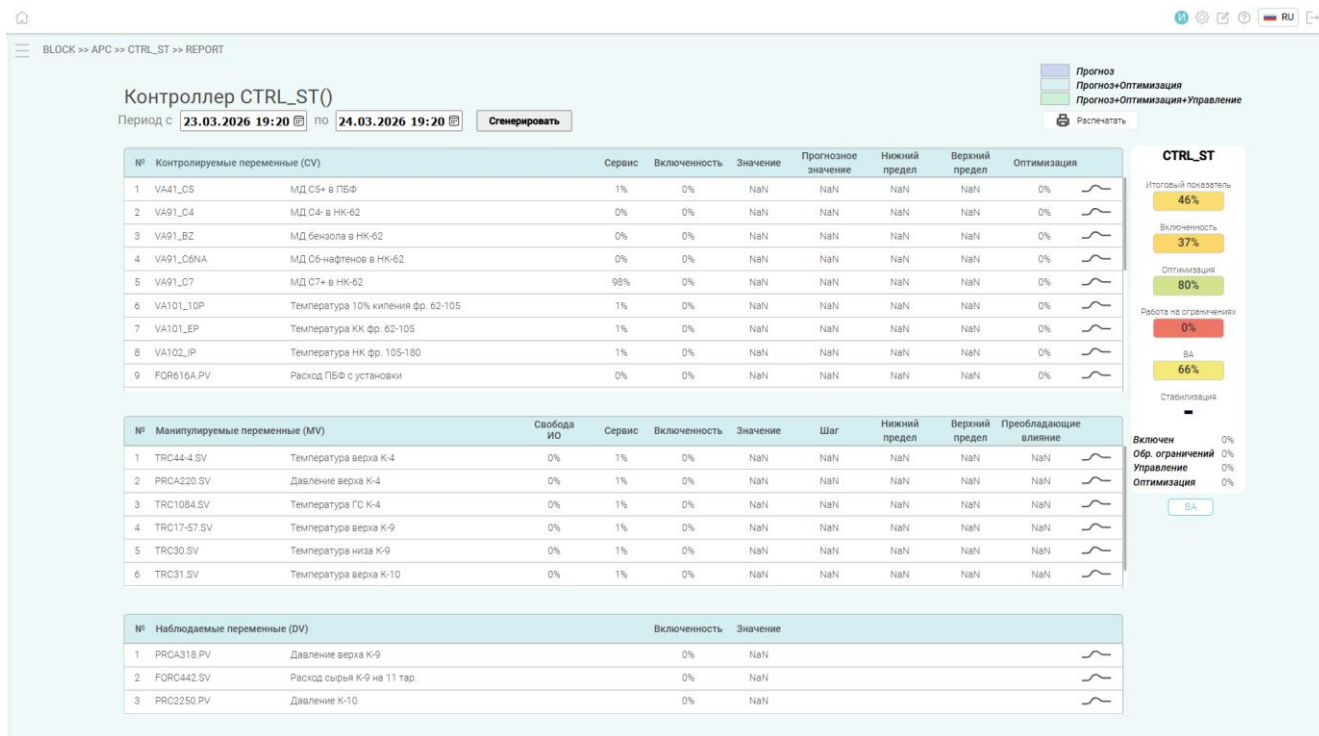 И RU
BLOCK >> APC >> CTRL_ST >> REPORT
Прогноз
Прогноз+Оптимизация
Прогноз+Оптимизация+Управление
Распечатать
Контроллер CTRL_ST()
Период с 23.03.2026 19:20 по 24.03.2026 19:20 Сгенерировать
№ Контролируемые переменные (CV) Сервис Включенность Значение Прогнозное значение Нижний предел Верхний предел Оптимизация
1 VA41_C5 МД С5+ в ПБФ 1% 0% NaN NaN NaN NaN 0%
2 VA91_C4 МД С4- в НК-62 0% 0% NaN NaN NaN NaN 0%
3 VA91_BZ МД бензола в НК-62 0% 0% NaN NaN NaN NaN 0%
4 VA91_C6NA МД С6-нафтенов в НК-62 0% 0% NaN NaN NaN NaN 0%
5 VA91_C7 МД С7+ в НК-62 98% 0% NaN NaN NaN NaN 0%
6 VA101_10P Температура 10% кипения фр. 62-105 1% 0% NaN NaN NaN NaN 0%
7 VA101_EP Температура КК фр. 62-105 1% 0% NaN NaN NaN NaN 0%
8 VA102_IP Температура НК фр. 105-180 1% 0% NaN NaN NaN NaN 0%
9 FQR616A.PV Расход ПБФ с установки 0% 0% NaN NaN NaN NaN 0%
№ Манипулируемые переменные (MV) Свобода ИО Сервис Включенность Значение Шаг Нижний предел Верхний предел Преобладающие влияние
1 TRC44-4.SV Температура верха К-4 0% 1% 0% NaN NaN NaN NaN NaN
2 PRCA220.SV Давление верха К-4 0% 1% 0% NaN NaN NaN NaN NaN
3 TRC1084.SV Температура ГС К-4 0% 1% 0% NaN NaN NaN NaN NaN
4 TRC17-57.SV Температура верха К-9 0% 1% 0% NaN NaN NaN NaN NaN
5 TRC30.SV Температура низа К-9 0% 1% 0% NaN NaN NaN NaN NaN
6 TRC31.SV Температура верха К-10 0% 1% 0% NaN NaN NaN NaN NaN
№ Наблюдаемые переменные (DV) Включенность Значение
1 PRCA318.PV Давление верха К-9 0% NaN
2 FQRC442.SV Расход сырья К-9 на 11 тар. 0% NaN
3 PRC2250.PV Давление К-10 0% NaN
CTRL_ST
Итоговый показатель
46%
Включенность
37%
Оптимизация
80%
Работа на ограничениях
0%
ВА
66%
Стабилизация
-
Включен 0%
Обр. ограничений 0%
Управление 0%
Оптимизация 0%
ВА